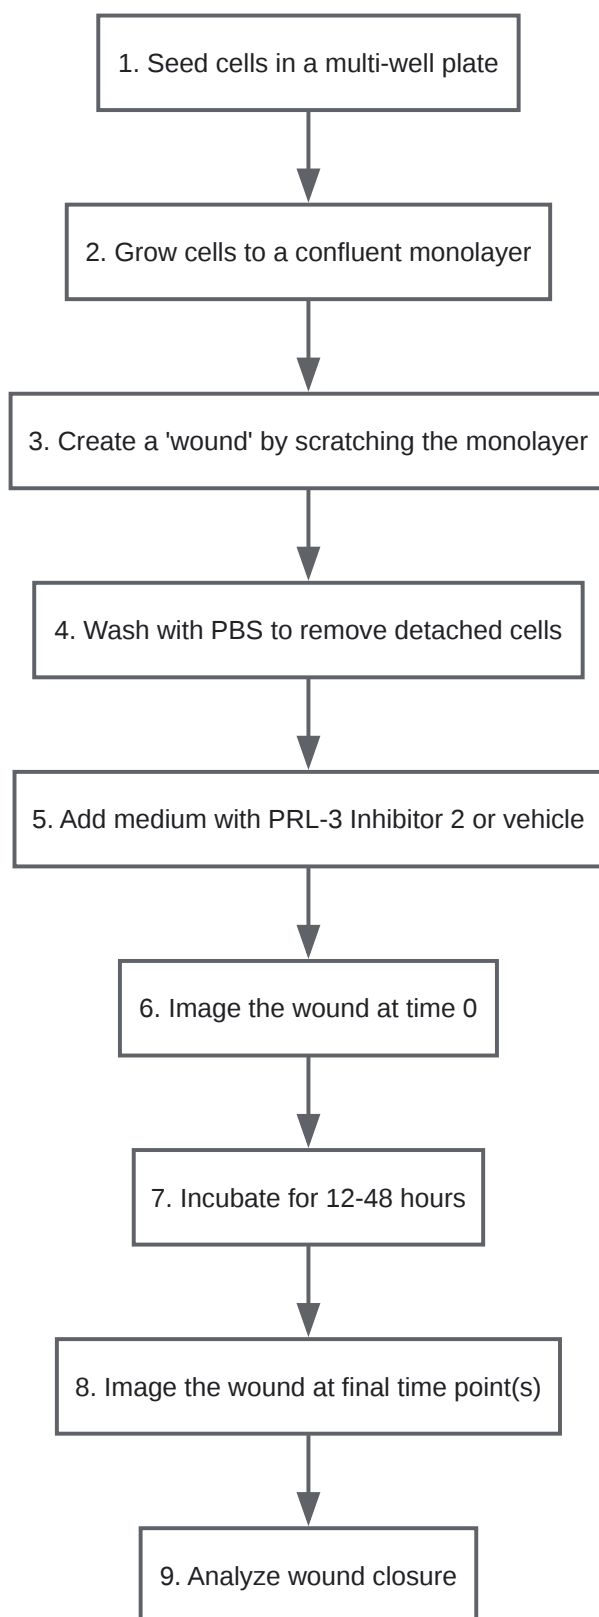 1. Seed cells in a multi-well plate
2. Grow cells to a confluent monolayer
3. Create a 'wound' by scratching the monolayer
4. Wash with PBS to remove detached cells
5. Add medium with PRL-3 Inhibitor 2 or vehicle
6. Image the wound at time 0
7. Incubate for 12-48 hours
8. Image the wound at final time point(s)
9. Analyze wound closure